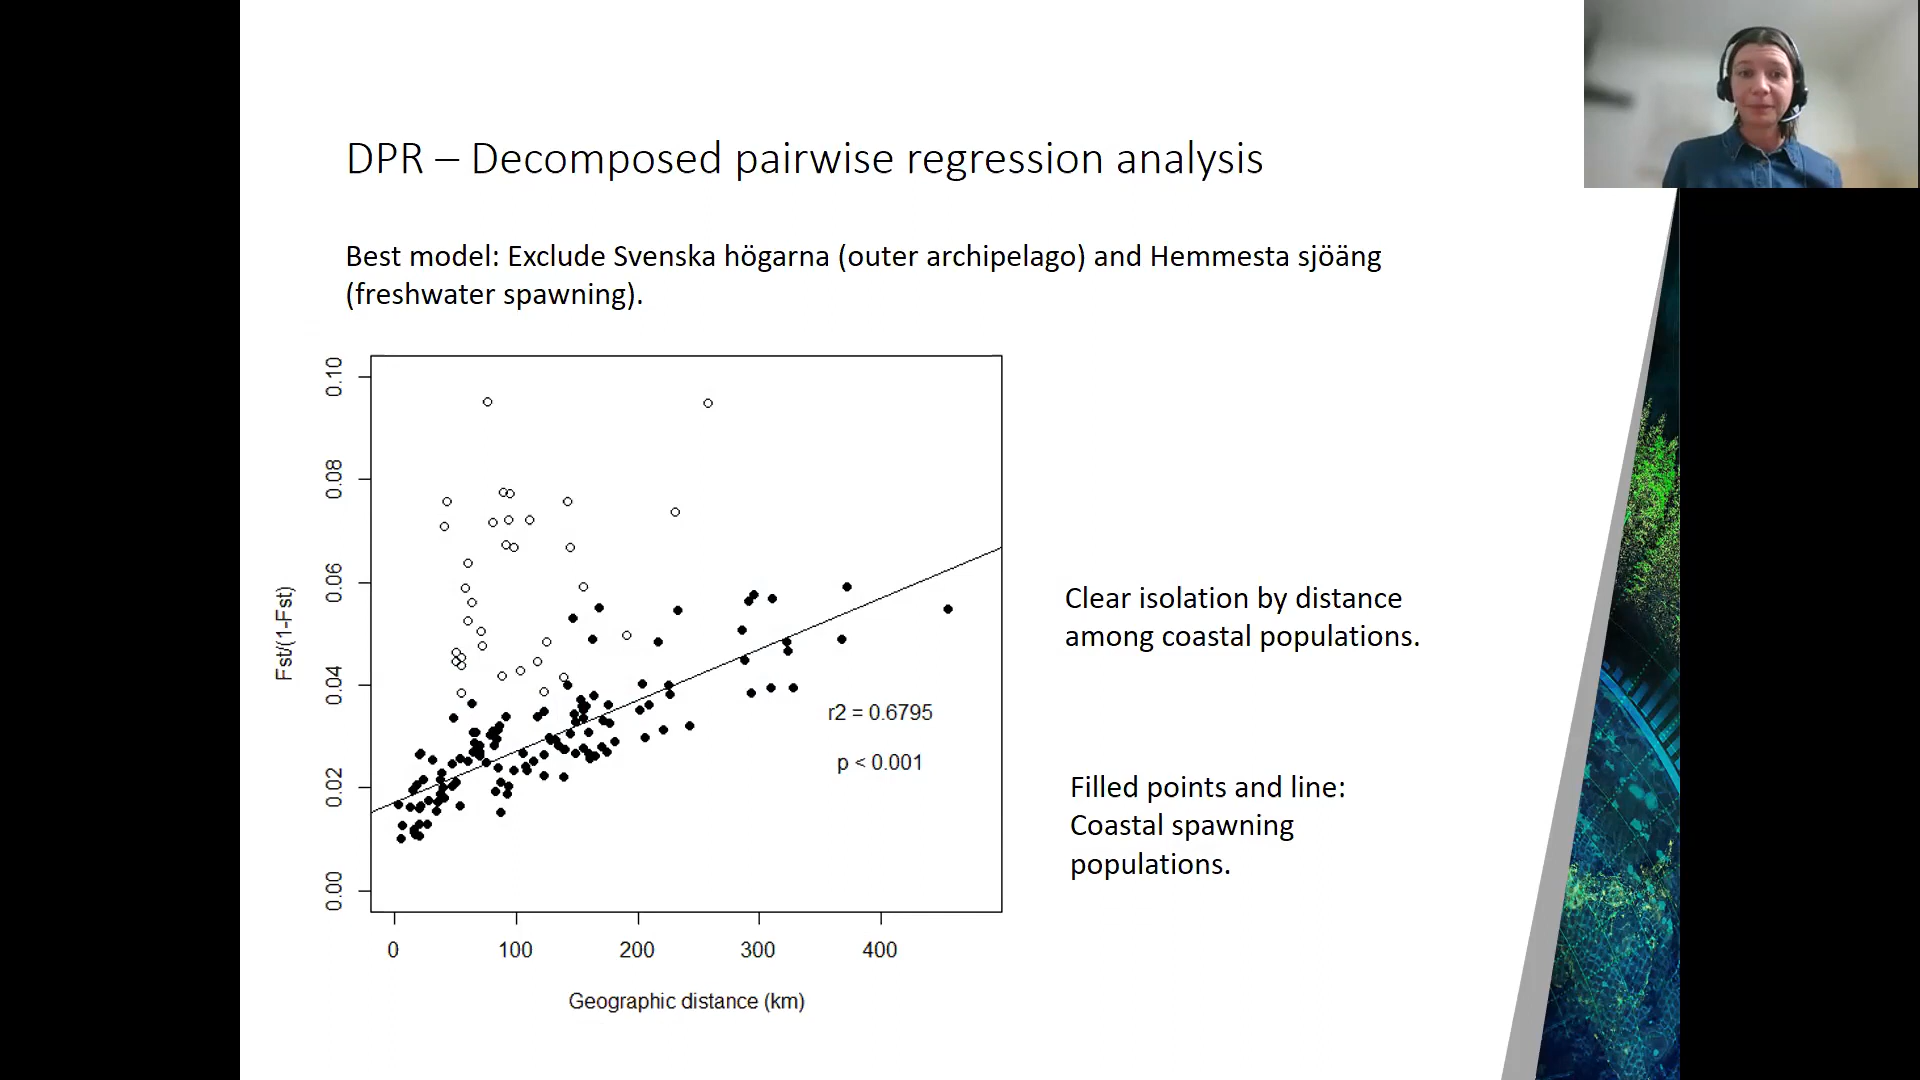 DPR – Decomposed pairwise regression analysis
Best model: Exclude Svenska högarna (outer archipelago) and Hemmesta sjöäng
(freshwater spawning).
0.10
0.08
0.06
0.04
0.02
0.00
Fst/(1-Fst)
r2 = 0.6795
p < 0.001
0 100 200 300 400
Geographic distance (km)
Clear isolation by distance
among coastal populations.
Filled points and line:
Coastal spawning
populations.